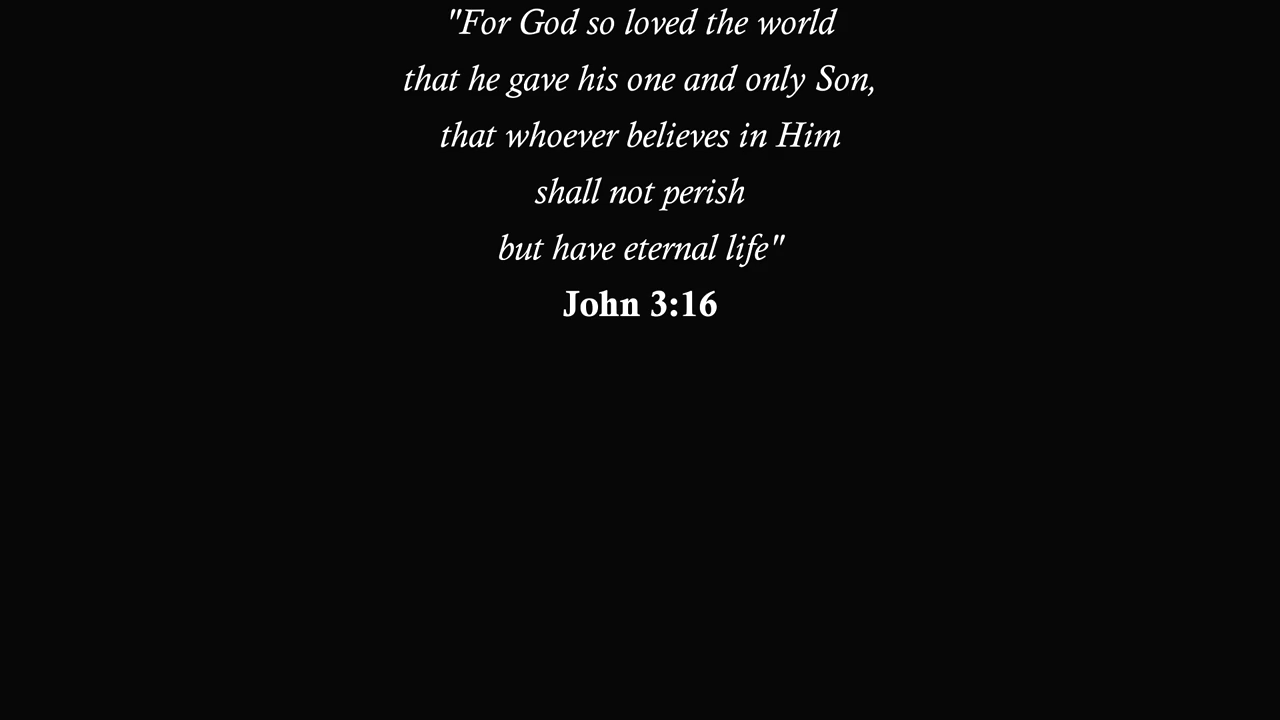 "For God so loved the world
that he gave his one and only Son,
that whoever believes in Him
shall not perish
but have eternal life"
John 3:16